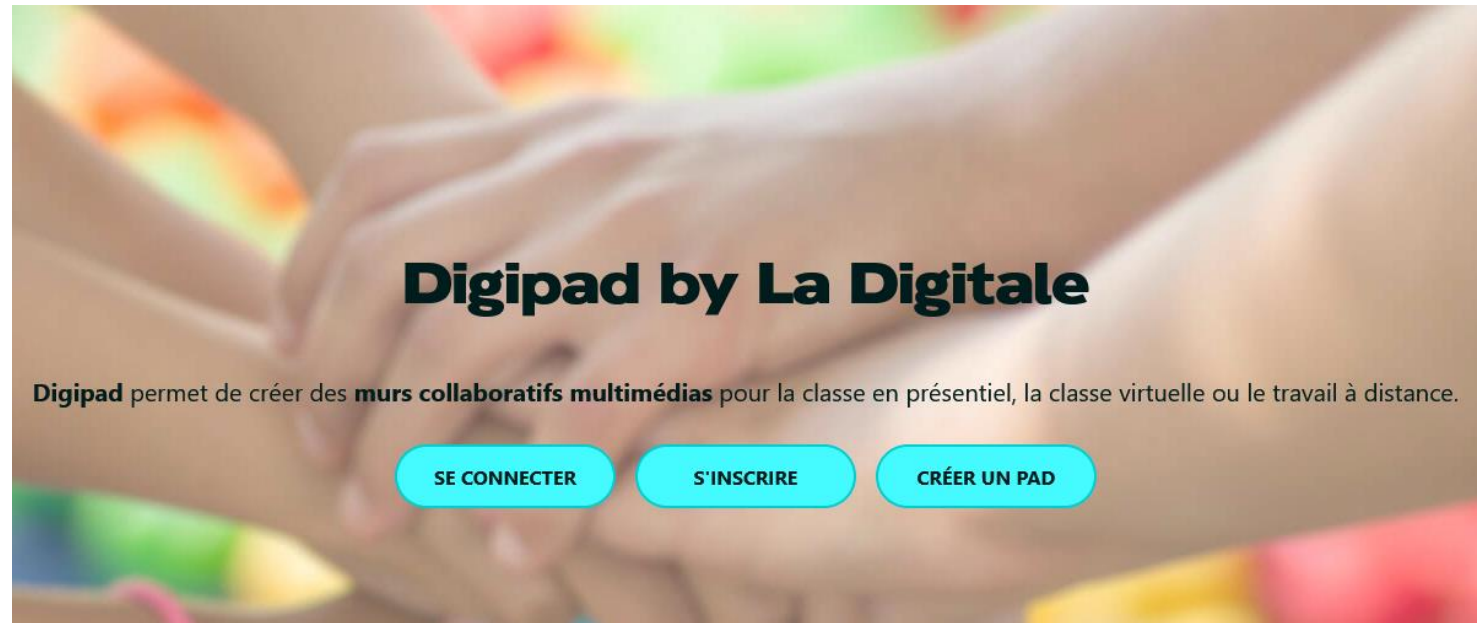 Digipad by La Digitale
Digipad permet de créer des murs collaboratifs multimédias pour la classe en présentiel, la classe virtuelle ou le travail à distance.
SE CONNECTER
S'INSCRIRE
CRÉER UN PAD